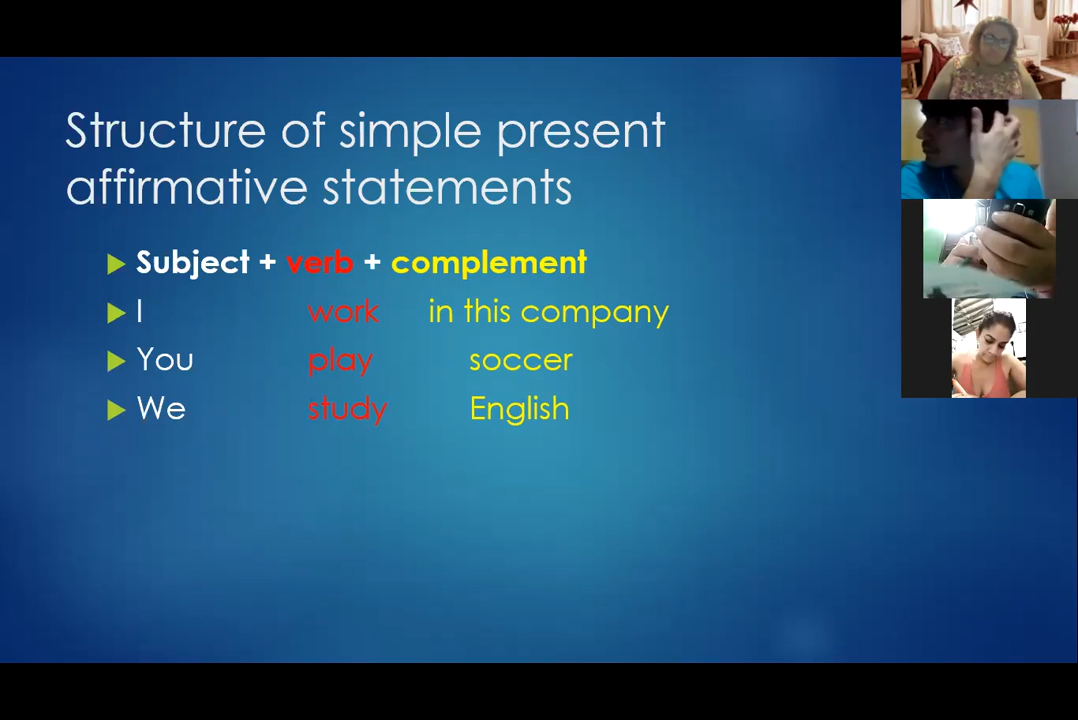 Structure of simple present
affirmative statements
Subject + verb + complement
I work in this company
You play soccer
We study English